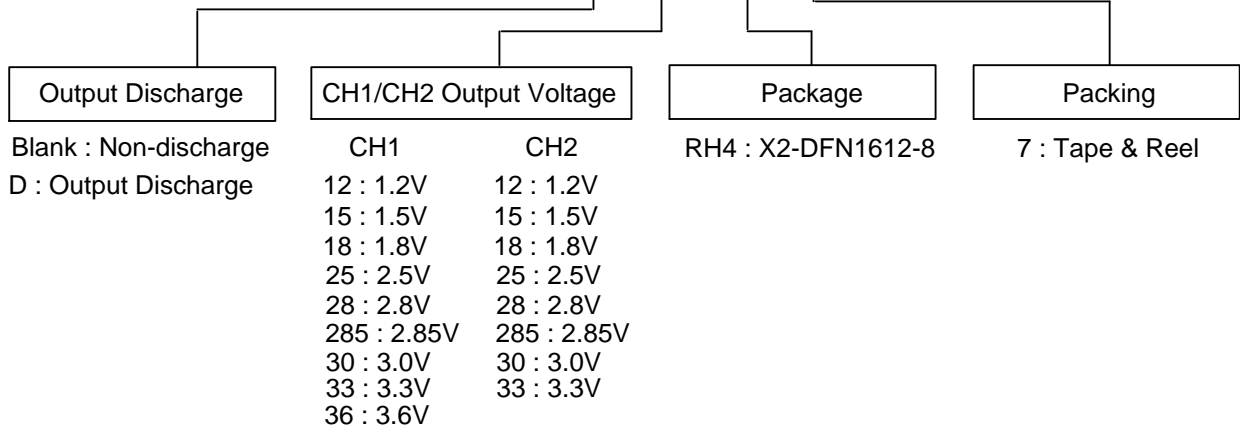 Output Discharge CH1/CH2 Output Voltage Package Packing
Blank : Non-discharge CH1 CH2 RH4 : X2-DFN1612-8 7 : Tape & Reel
D : Output Discharge 12 : 1.2V 12 : 1.2V
15 : 1.5V 15 : 1.5V
18 : 1.8V 18 : 1.8V
25 : 2.5V 25 : 2.5V
28 : 2.8V 28 : 2.8V
285 : 2.85V 285 : 2.85V
30 : 3.0V 30 : 3.0V
33 : 3.3V 33 : 3.3V
36 : 3.6V